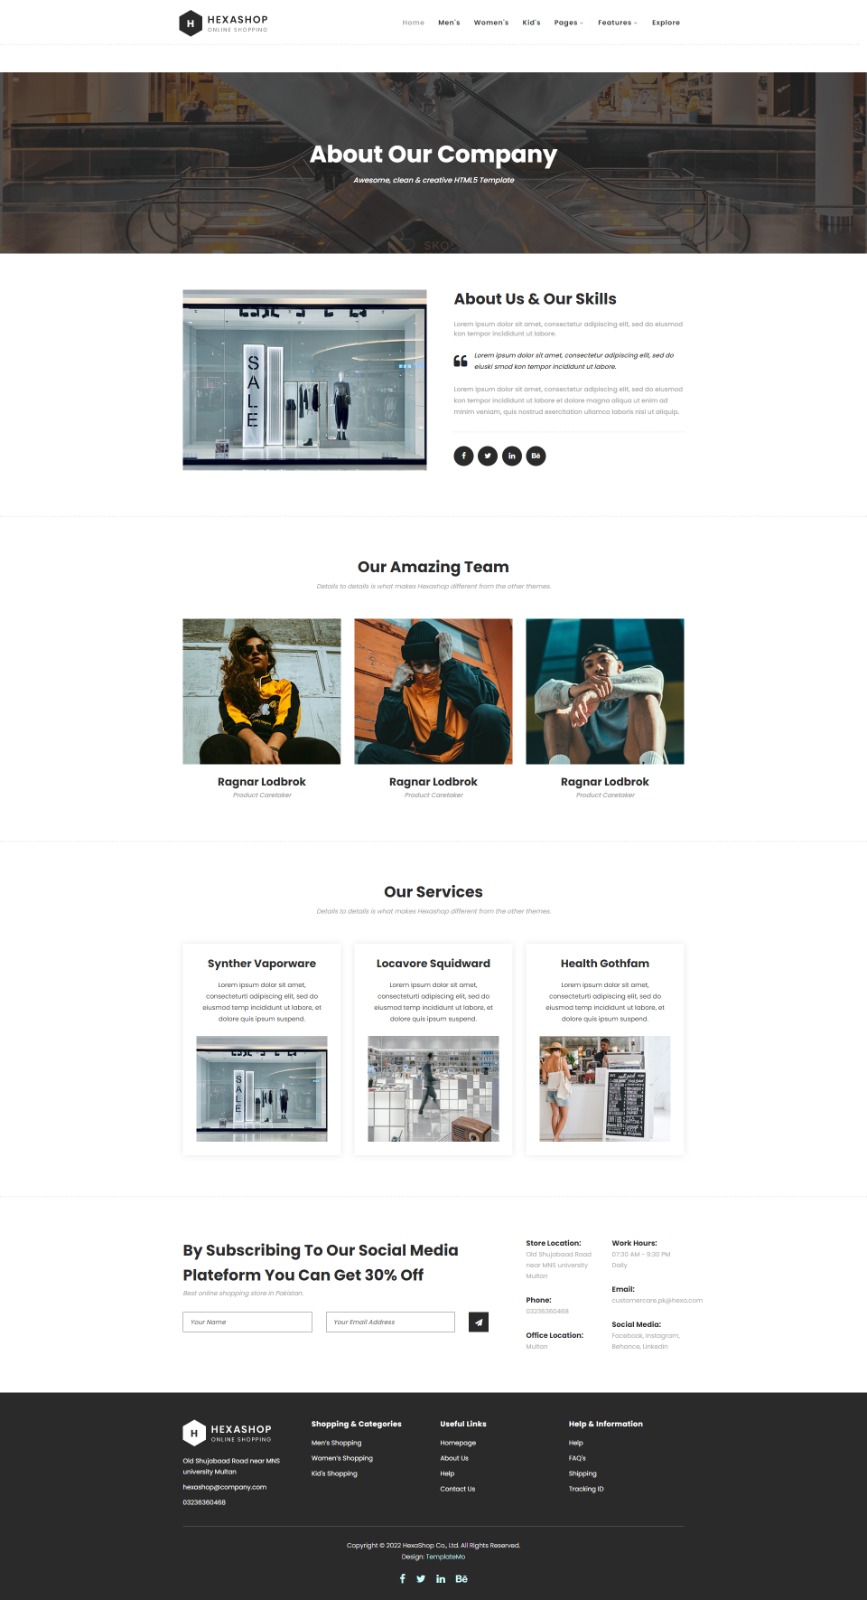 H HEXASHOP
ONLINE SHOPPING
Home Men's Women's Kid's Pages Features Explore
About Our Company
Awesome, clean & creative HTML5 Template
SKO
SALE
About Us & Our Skills
Lorem ipsum dolor sit amet, consectetur adipiscing elit, sed do eiusmod
kon tempor incididunt ut labore.
Lorem ipsum dolor sit amet, consectetur adipiscing elit, sed do
eiuski smod kon tempor incididunt ut labore.
Lorem ipsum dolor sit amet, consectetur adipiscing elit, sed do eiusmod
kon tempor incididunt ut labore et dolore magna aliqua ut enim ad
minim veniam, quis nostrud exercitation ullamco laboris nisi ut aliquip.
Bē
Our Amazing Team
Details to details is what makes Hexashop different from the other themes.
Ragnar Lodbrok
Product Caretaker
Ragnar Lodbrok
Product Caretaker
Ragnar Lodbrok
Product Caretaker
Our Services
Details to details is what makes Hexashop different from the other themes.
Synther Vaporware
Lorem ipsum dolor sit amet,
consecteturti adipiscing elit, sed do
eiusmod temp incididunt ut labore, et
dolore quis ipsum suspend.
SALE
Locavore Squidward
Lorem ipsum dolor sit amet,
consecteturti adipiscing elit, sed do
eiusmod temp incididunt ut labore, et
dolore quis ipsum suspend.
Health Gothfam
Lorem ipsum dolor sit amet,
consecteturti adipiscing elit, sed do
eiusmod temp incididunt ut labore, et
dolore quis ipsum suspend.
By Subscribing To Our Social Media
Plateform You Can Get 30% Off
Best online shopping store in Pakistan.
Your Name
Your Email Address
Store Location:
Old Shujabaad Road
near MNS university
Multan
Phone:
03236360468
Office Location:
Multan
Work Hours:
07:30 AM - 9:30 PM
Daily
Email:
customercare.pk@hexa.com
Social Media:
Facebook, Instagram,
Behance, Linkedin
H HEXASHOP
ONLINE SHOPPING
Old Shujabaad Road near MNS
university Multan
hexashop@company.com
03236360468
Shopping & Categories
Men's Shopping
Women's Shopping
Kid's Shopping
Useful Links
Homepage
About Us
Help
Contact Us
Help & Information
Help
FAQ's
Shipping
Tracking ID
Copyright © 2022 HexaShop Co., Ltd. All Rights Reserved.
Design: TemplateMo
Bē